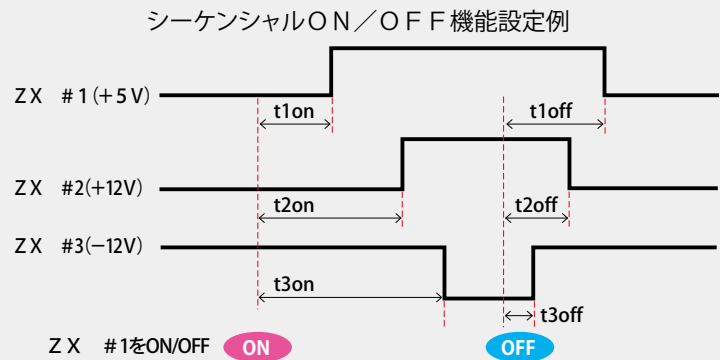 シーケンシャルＯＮ／ＯＦＦ機能設定例
ＺＸ　＃1(＋5Ｖ)
t1on
t1off
ＺＸ　#2(+12V)
t2on
t2off
ＺＸ　#3(−12V)
t3on
t3off
ＺＸ　#1をON/OFF
ON
OFF